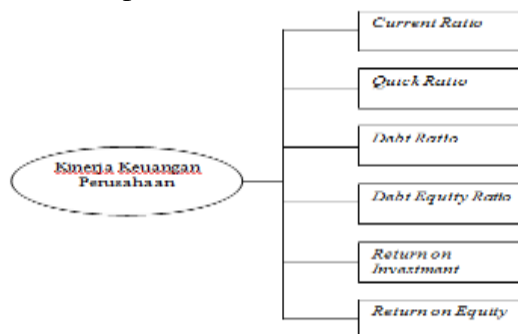 Current Ratio
Quick Ratio
Debt Ratio
Kinerja Keuangan
Perusahaan
Debt Equity Ratio
Return on
Investment
Return on Equity